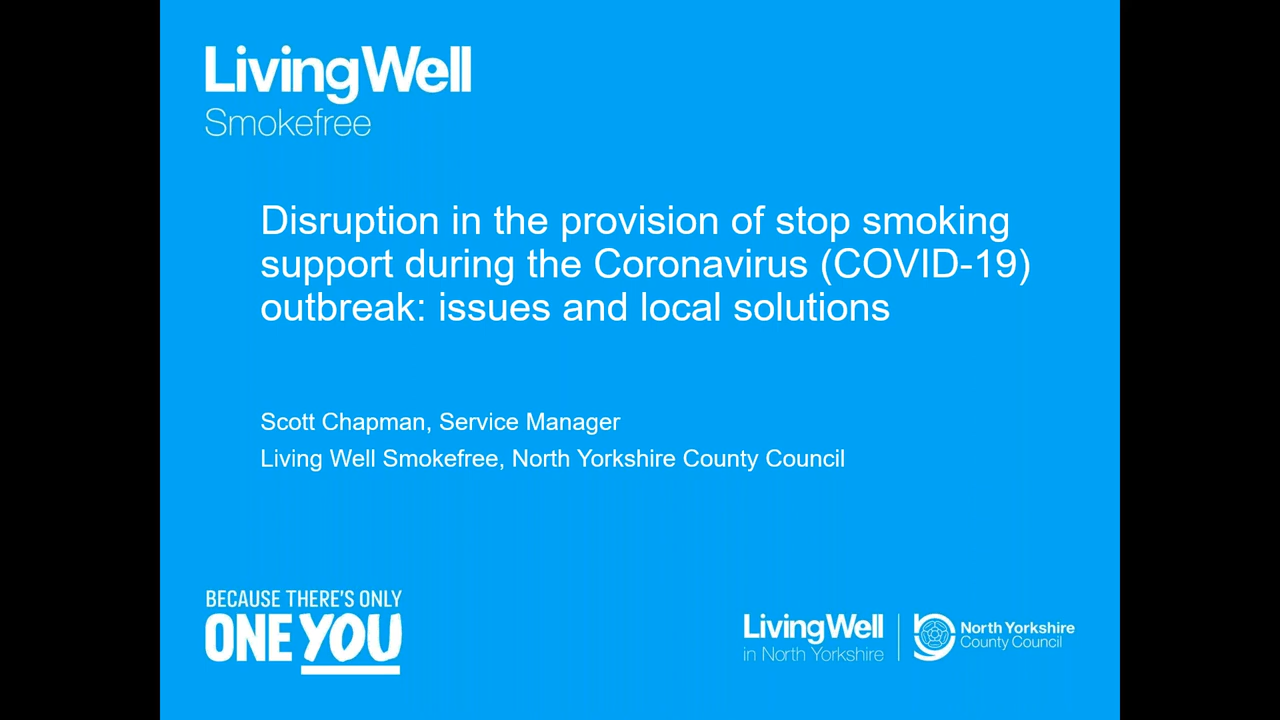 LivingWell
Smokefree
Disruption in the provision of stop smoking
support during the Coronavirus (COVID-19)
outbreak: issues and local solutions
Scott Chapman, Service Manager
Living Well Smokefree, North Yorkshire County Council
BECAUSE THERE'S ONLY
ONE YOU
LivingWell
in North Yorkshire
North Yorkshire
County Council